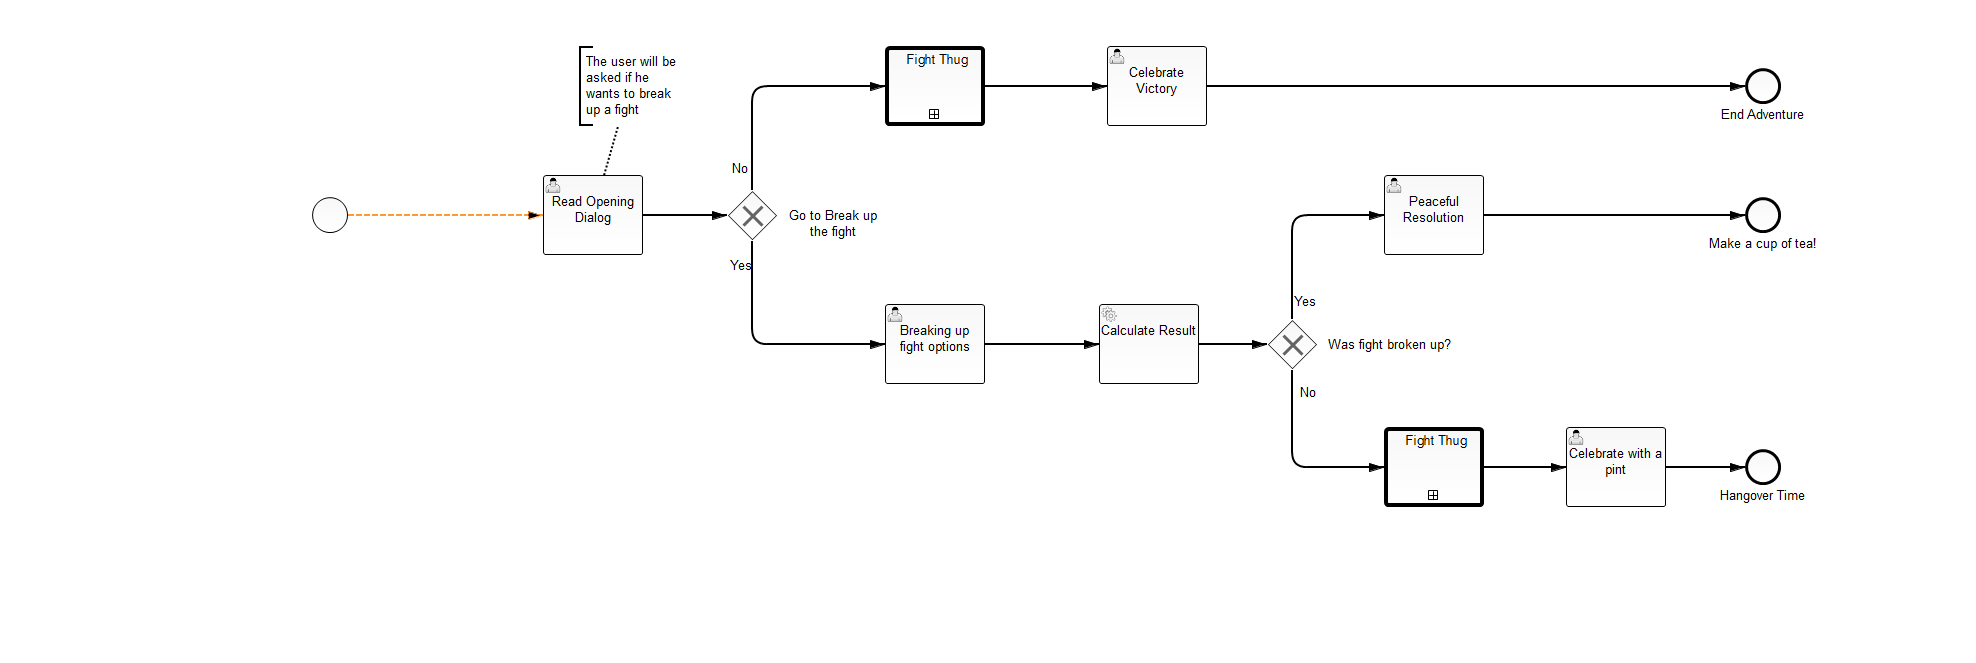 The user will be
asked if he
wants to break
up a fight
Fight Thug
Celebrate
Victory
End Adventure
No
Read Opening
Dialog
Go to Break up
the fight
Yes
Peaceful
Resolution
Make a cup of tea!
Breaking up
fight options
Calculate Result
Yes
Was fight broken up?
No
Fight Thug
Celebrate with a
pint
Hangover Time